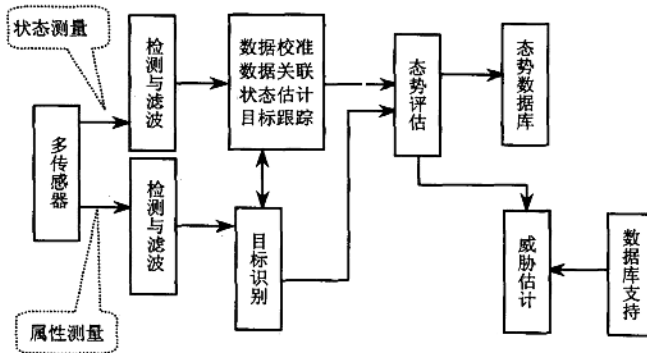 状态测量
多传感器
属性测量
检测与滤波
检测与滤波
数据校准
数据关联
状态估计
目标跟踪
目标识别
态势评估
态势数据库
威胁估计
数据库支持